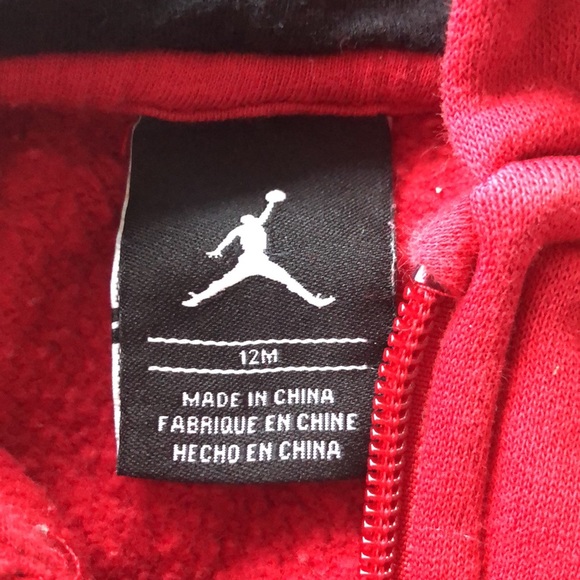 12M
MADE IN CHINA
FABRIQUE EN CHINE
HECHO EN CHINA